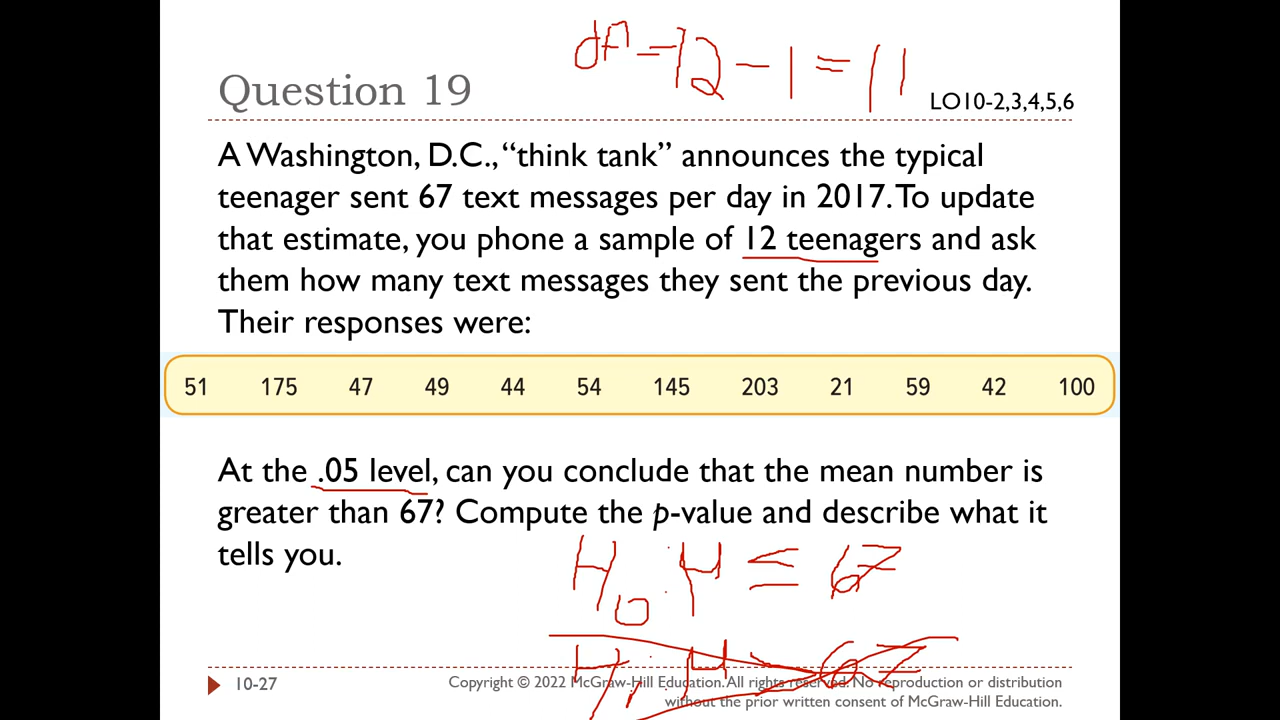 df = 12 - 1 = 11
Question 19
LO10-2,3,4,5,6
A Washington, D.C., “think tank” announces the typical
teenager sent 67 text messages per day in 2017. To update
that estimate, you phone a sample of 12 teenagers and ask
them how many text messages they sent the previous day.
Their responses were:
51 175 47 49 44 54 145 203 21 59 42 100
At the .05 level, can you conclude that the mean number is
greater than 67? Compute the p-value and describe what it
tells you.
H0: μ ≤ 67
H1: μ > 67
10-27
Copyright © 2022 McGraw-Hill Education. All rights reserved. No reproduction or distribution
without the prior written consent of McGraw-Hill Education.